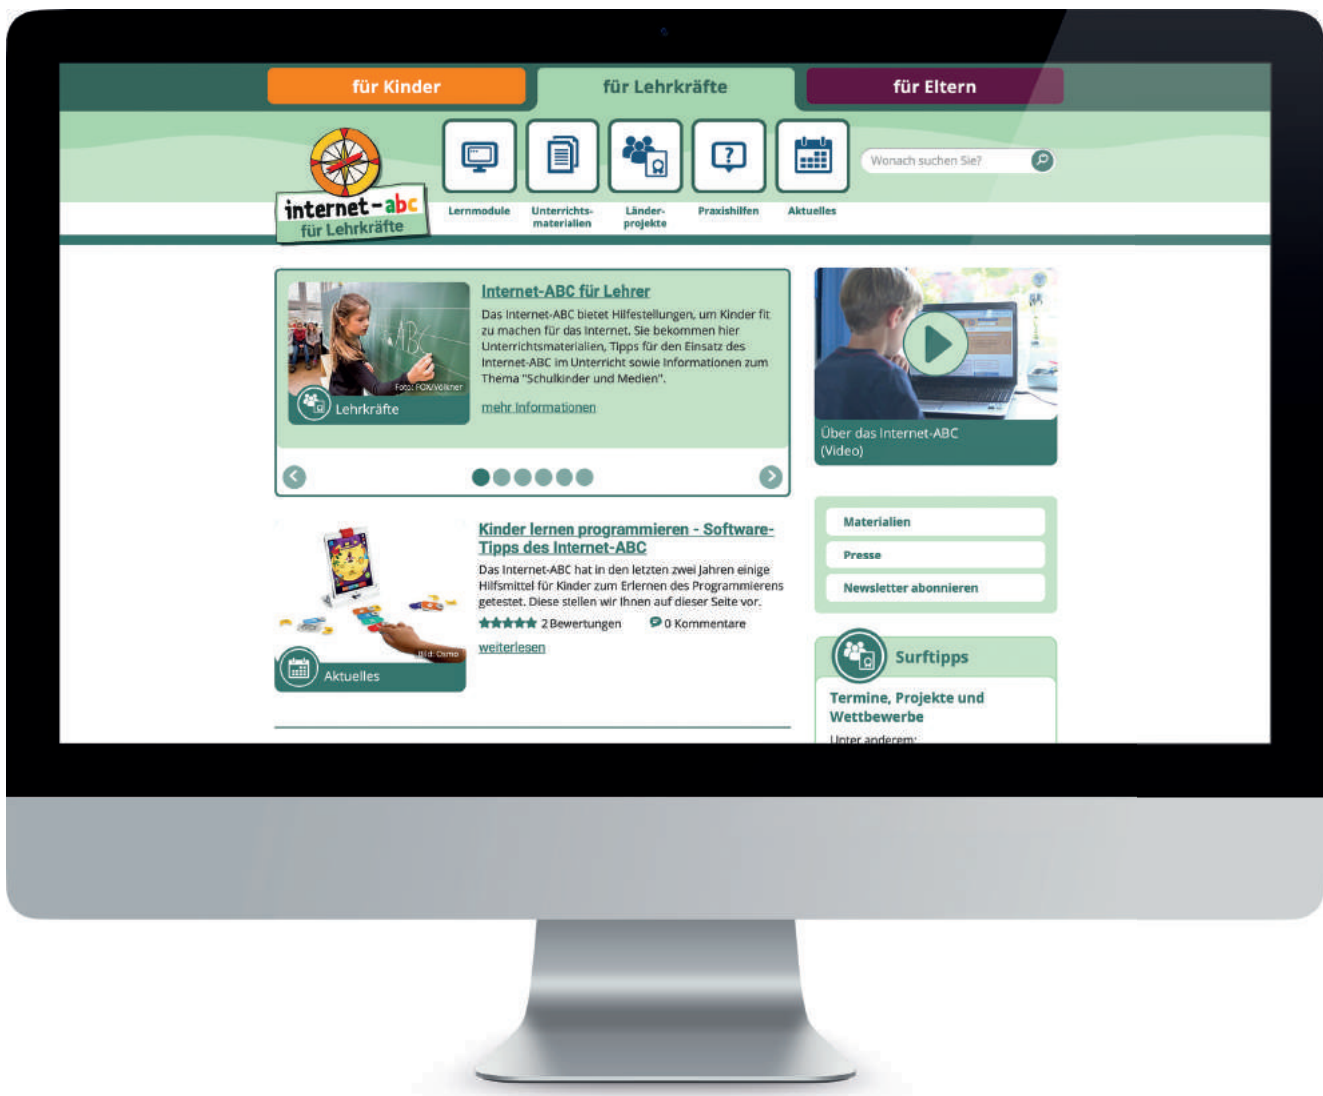 für Kinder
für Lehrkräfte
für Eltern
internet-abc
für Lehrkräfte
Lernmodule
Unterrichts-
materialien
Länder-
projekte
Praxishilfen
Aktuelles
Wonach suchen Sie?
Internet-ABC für Lehrer
Das Internet-ABC bietet Hilfestellungen, um Kinder fit
zu machen für das Internet. Sie bekommen hier
Unterrichtsmaterialien, Tipps für den Einsatz des
Internet-ABC im Unterricht sowie Informationen zum
Thema "Schulkinder und Medien".
mehr Informationen
ABC
Foto: FOX/Völkner
Lehrkräfte
Über das Internet-ABC
(Video)
Kinder lernen programmieren - Software-
Tipps des Internet-ABC
Das Internet-ABC hat in den letzten zwei Jahren einige
Hilfsmittel für Kinder zum Erlernen des Programmierens
getestet. Diese stellen wir Ihnen auf dieser Seite vor.
2 Bewertungen
0 Kommentare
weiterlesen
Bild: Osmo
Aktuelles
Materialien
Presse
Newsletter abonnieren
Surftipps
Termine, Projekte und
Wettbewerbe
Unter anderem: